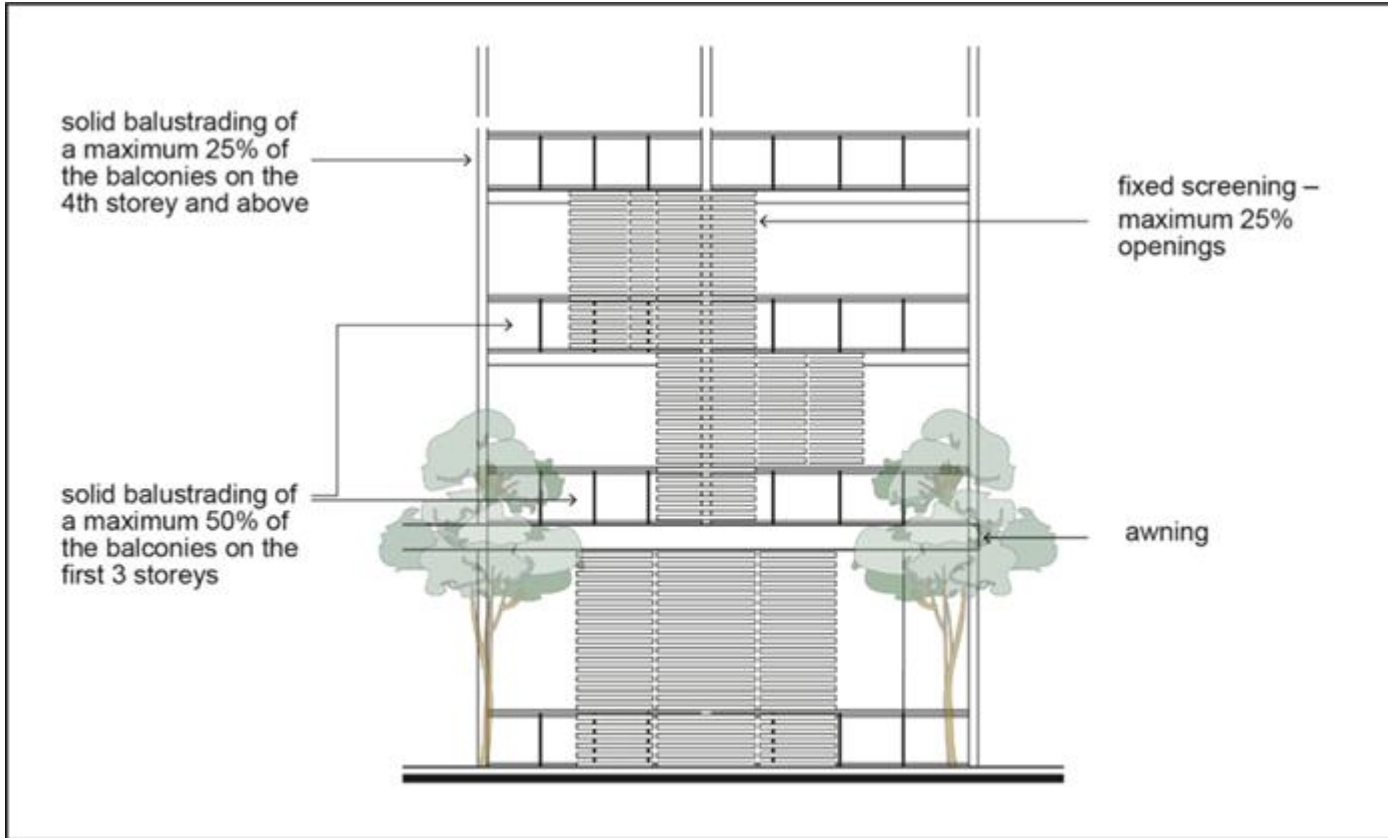 solid balustrading of
a maximum 25% of
the balconies on the
4th storey and above
fixed screening –
maximum 25%
openings
solid balustrading of
a maximum 50% of
the balconies on the
first 3 storeys
awning